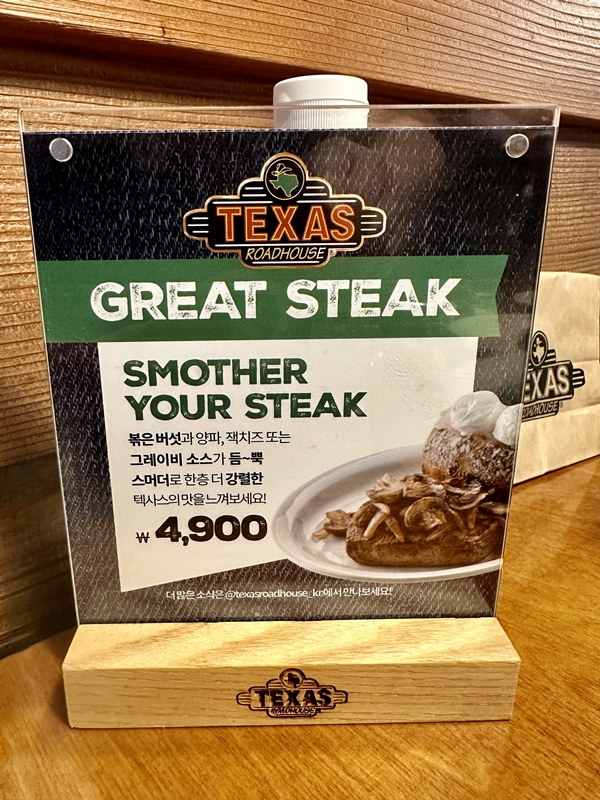 TEXAS
ROADHOUSE
GREAT STEAK
SMOTHER
YOUR STEAK
볶은 버섯과 양파, 잭치즈 또는
그레이비 소스가 듬~뿍
스머더로 한층 더 강렬한
텍사스의 맛을 느껴보세요!
₩ 4,900
더 많은 소식은 @texasroadhouse_kr에서 만나보세요!
TEXAS
ROADHOUSE
EXAS
ROADHOUSE